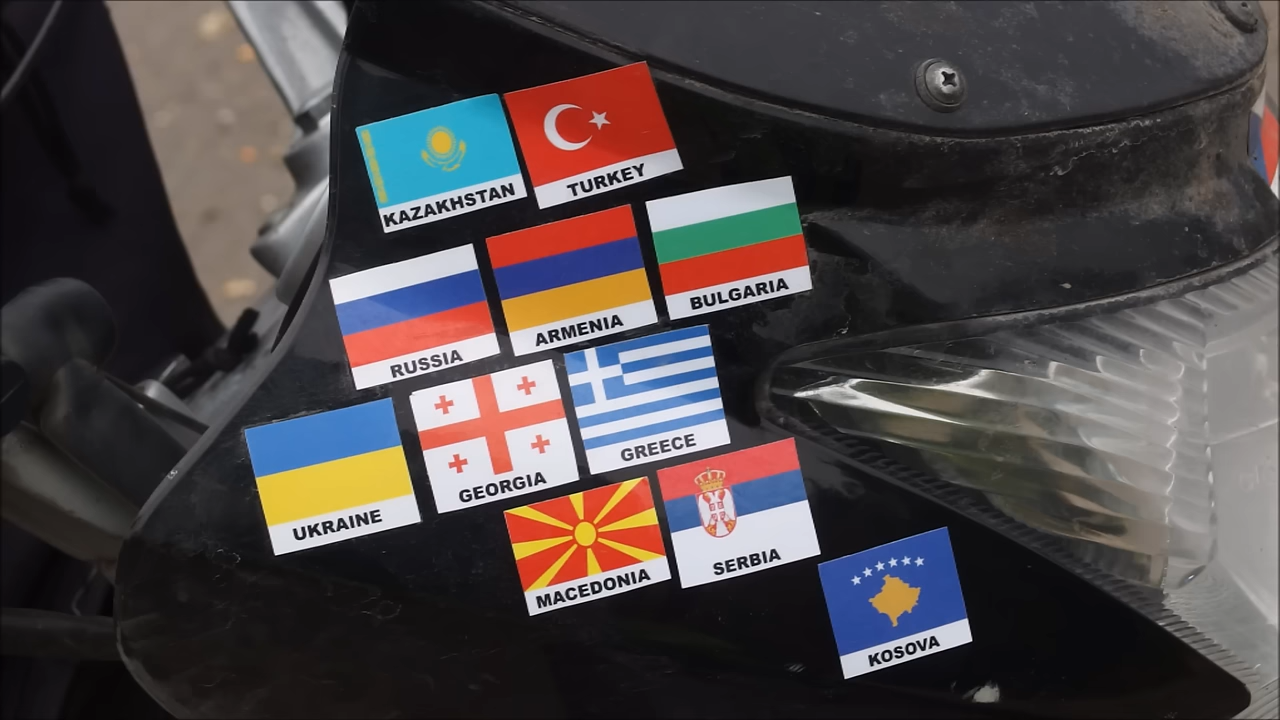 KAZAKHSTAN
TURKEY
RUSSIA
ARMENIA
BULGARIA
UKRAINE
GEORGIA
GREECE
MACEDONIA
SERBIA
KOSOVA